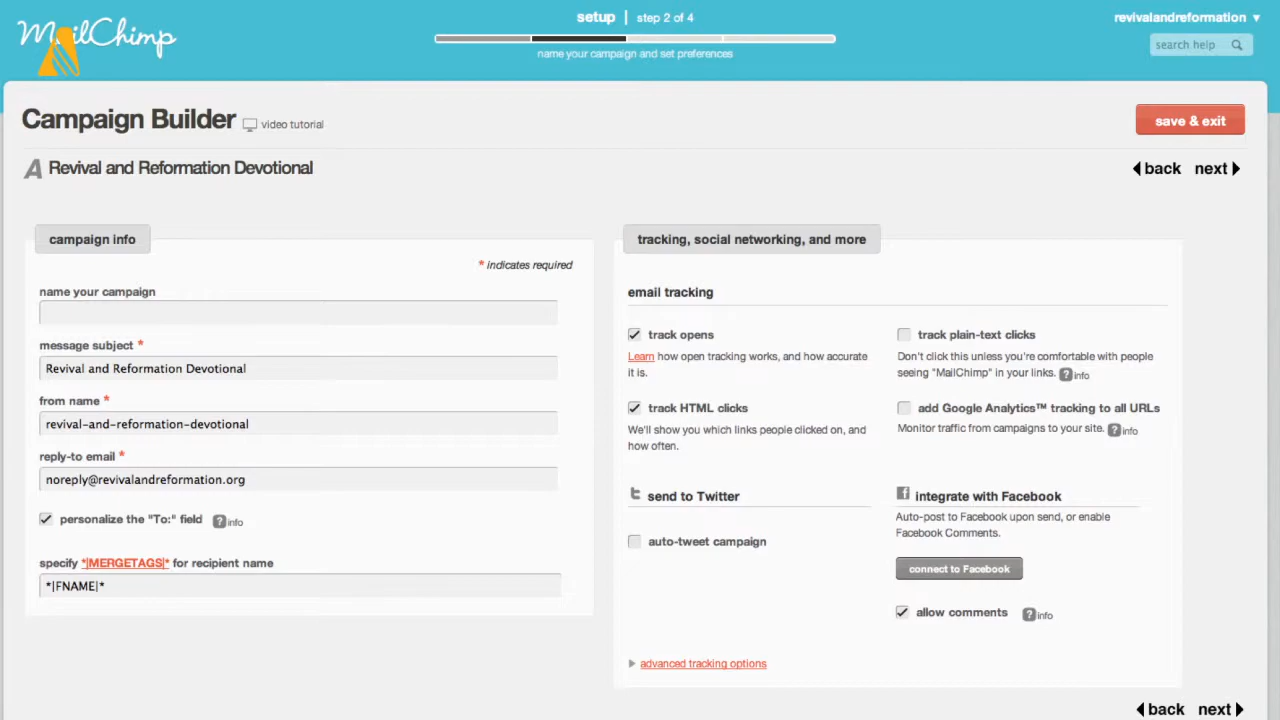 MailChimp
setup | step 2 of 4
name your campaign and set preferences
revivalandreformation ▼
search help
Campaign Builder
video tutorial
save & exit
A Revival and Reformation Devotional
back next
campaign info
* indicates required
name your campaign
message subject *
Revival and Reformation Devotional
from name *
revival-and-reformation-devotional
reply-to email *
noreply@revivalandreformation.org
personalize the "To:" field ? info
specify *|MERGETAGS|* for recipient name
*|FNAME|*
tracking, social networking, and more
email tracking
track opens
Learn how open tracking works, and how accurate
it is.
track HTML clicks
We'll show you which links people clicked on, and
how often.
track plain-text clicks
Don't click this unless you're comfortable with people
seeing "MailChimp" in your links. ? info
add Google Analytics™ tracking to all URLs
Monitor traffic from campaigns to your site. ? info
send to Twitter
auto-tweet campaign
integrate with Facebook
Auto-post to Facebook upon send, or enable
Facebook Comments.
connect to Facebook
allow comments ? info
advanced tracking options
back next